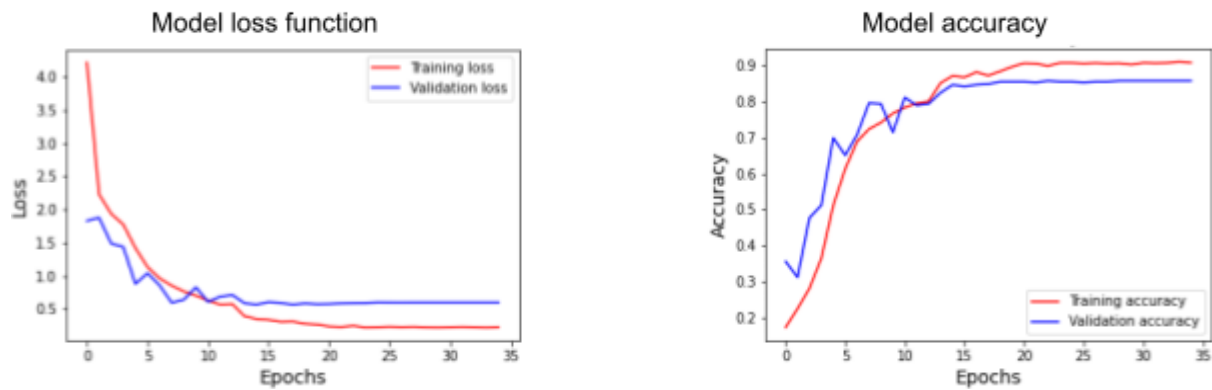 Model loss function
4.0
3.5
3.0
2.5
2.0
1.5
1.0
0.5
Loss
Training loss
Validation loss
0 5 10 15 20 25 30 35
Epochs
Model accuracy
0.9
0.8
0.7
0.6
0.5
0.4
0.3
0.2
Accuracy
Training accuracy
Validation accuracy
0 5 10 15 20 25 30 35
Epochs